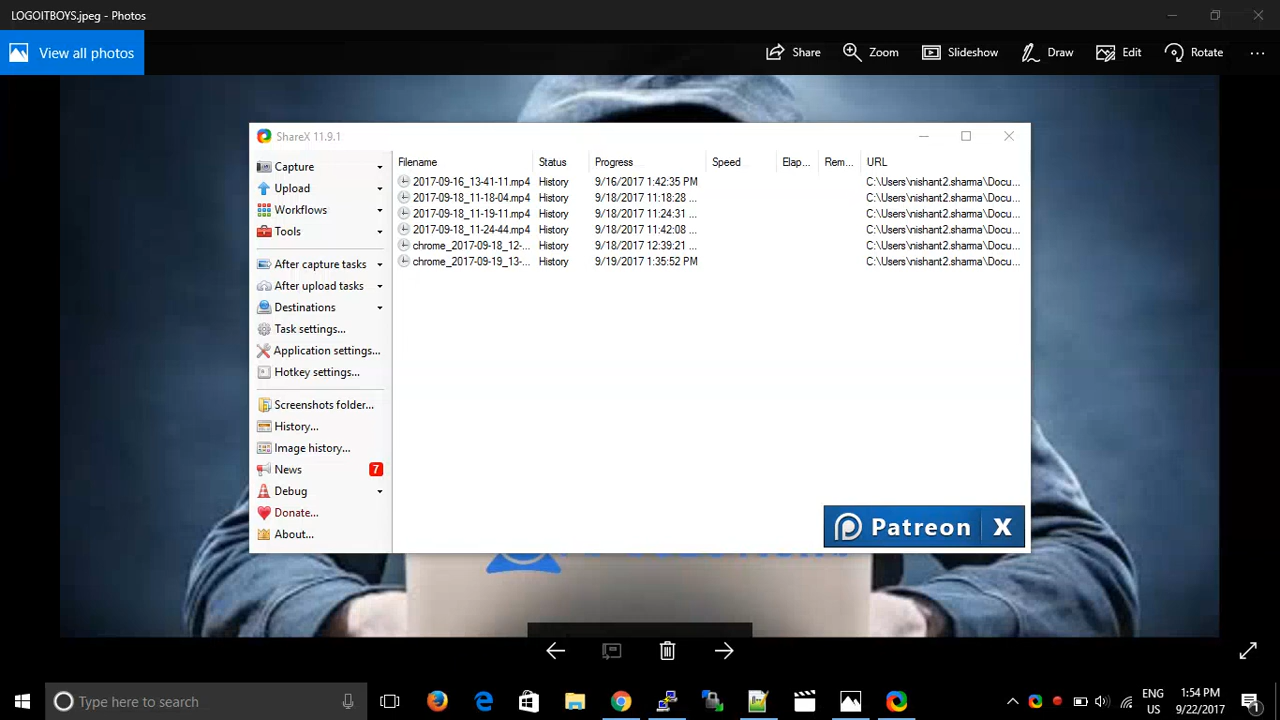 LOGOITBOYS.jpeg - Photos
View all photos
Share
Zoom
Slideshow
Draw
Edit
Rotate
ShareX 11.9.1
Capture
Upload
Workflows
Tools
After capture tasks
After upload tasks
Destinations
Task settings...
Application settings...
Hotkey settings...
Screenshots folder...
History...
Image history...
News 7
Debug
Donate...
About...
Filename Status Progress Speed Elap... Rem... URL
2017-09-16_13-41-11.mp4 History 9/16/2017 1:42:35 PM C:\Users\nishant2.sharma\Docu...
2017-09-18_11-18-04.mp4 History 9/18/2017 11:18:28 ... C:\Users\nishant2.sharma\Docu...
2017-09-18_11-19-11.mp4 History 9/18/2017 11:24:31 ... C:\Users\nishant2.sharma\Docu...
2017-09-18_11-24-44.mp4 History 9/18/2017 11:42:08 ... C:\Users\nishant2.sharma\Docu...
chrome_2017-09-18_12-... History 9/18/2017 12:39:21 ... C:\Users\nishant2.sharma\Docu...
chrome_2017-09-19_13-... History 9/19/2017 1:35:52 PM C:\Users\nishant2.sharma\Docu...
Patreon X
Type here to search
ENG
US
1:54 PM
9/22/2017
1